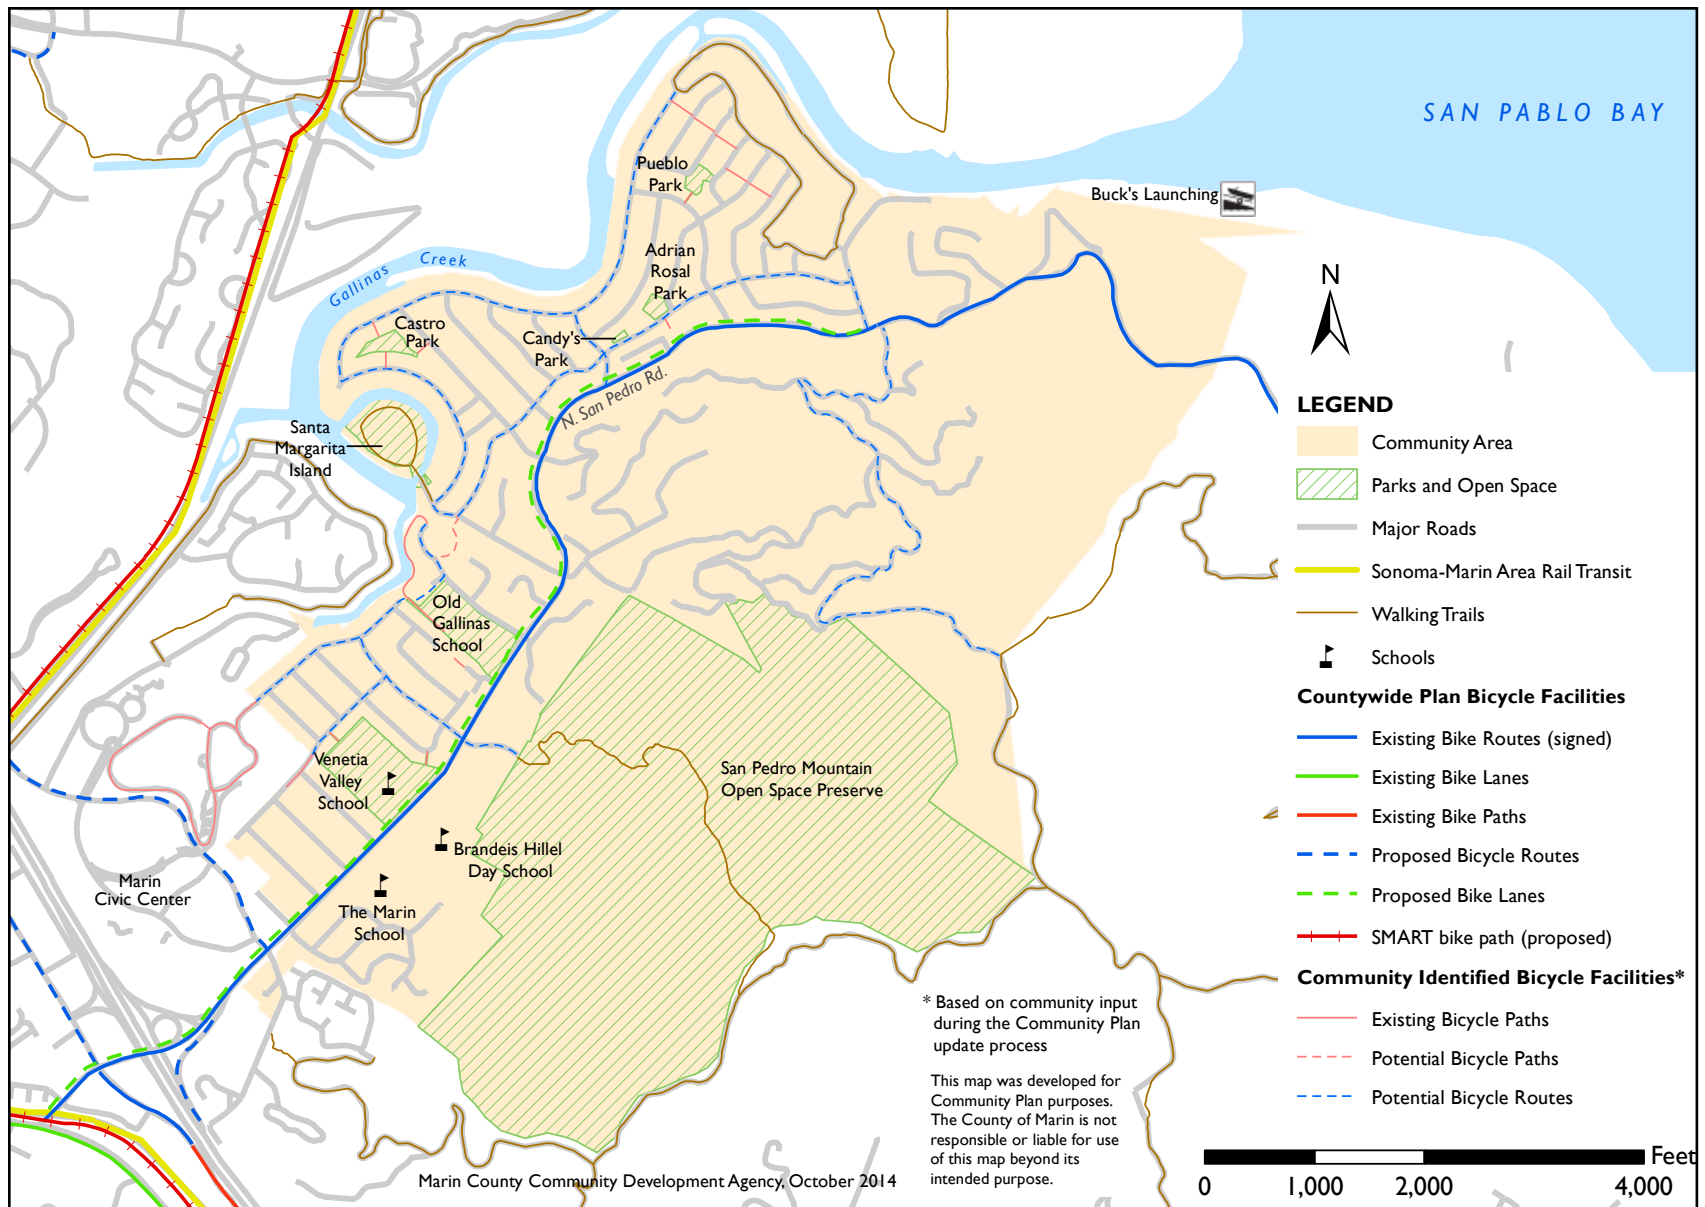 SAN PABLO BAY
Pueblo
Park
Buck's Launching
Adrian
Rosal
Park
Gallinas Creek
N
Castro
Park
Candy's
Park
N. San Pedro Rd.
Santa
Margarita
Island
Old
Gallinas
School
Venetia
Valley
School
San Pedro Mountain
Open Space Preserve
Brandeis Hillel
Day School
Marin
Civic Center
The Marin
School
LEGEND
Community Area
Parks and Open Space
Major Roads
Sonoma-Marin Area Rail Transit
Walking Trails
Schools
Countywide Plan Bicycle Facilities
Existing Bike Routes (signed)
Existing Bike Lanes
Existing Bike Paths
Proposed Bicycle Routes
Proposed Bike Lanes
SMART bike path (proposed)
Community Identified Bicycle Facilities*
Existing Bicycle Paths
Potential Bicycle Paths
Potential Bicycle Routes
* Based on community input
during the Community Plan
update process
This map was developed for
Community Plan purposes.
The County of Marin is not
responsible or liable for use
of this map beyond its
intended purpose.
Marin County Community Development Agency, October 2014
Feet
0 1,000 2,000 4,000